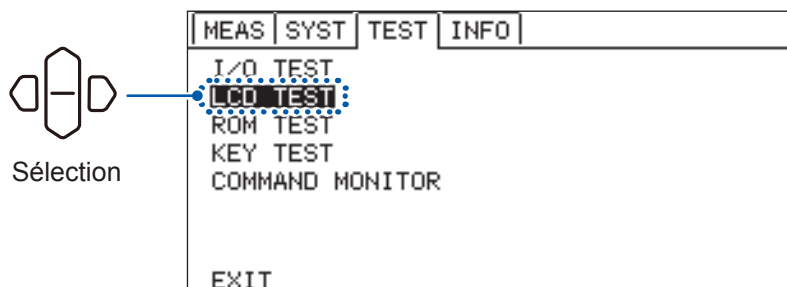 MEAS SYST TEST INFO
I/O TEST
LCD TEST
ROM TEST
KEY TEST
COMMAND MONITOR
EXIT
Sélection